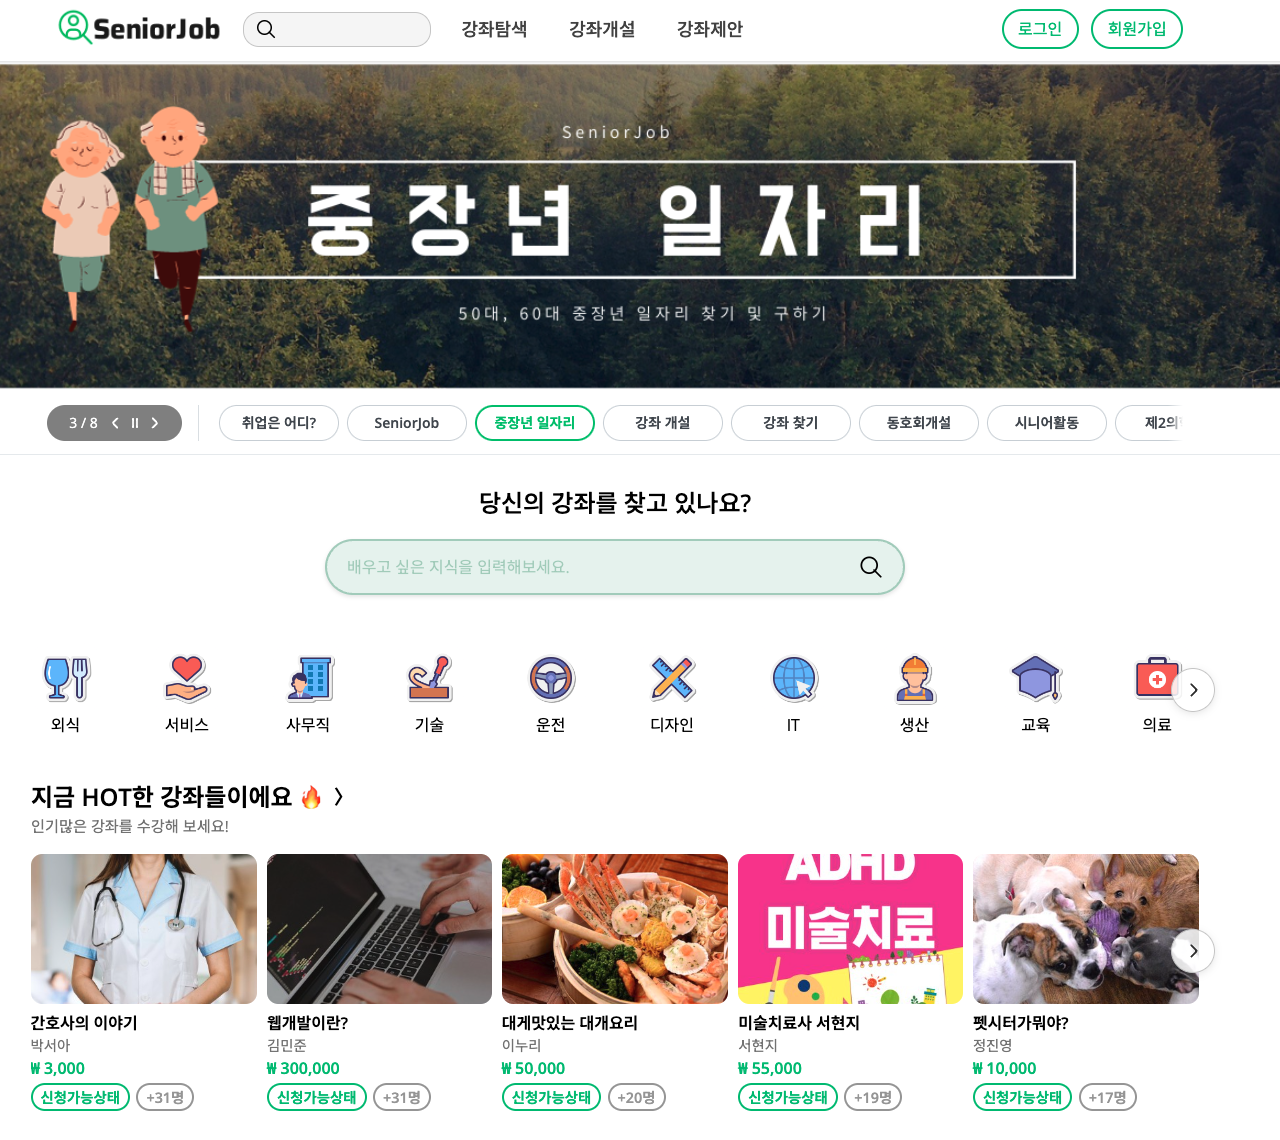 SeniorJob
강좌탐색 강좌개설 강좌제안
로그인 회원가입
SeniorJob
중장년 일자리
50대, 60대 중장년 일자리 찾기 및 구하기
3 / 8
취업은 어디? SeniorJob 중장년 일자리 강좌 개설 강좌 찾기 동호회개설 시니어활동 제2의
당신의 강좌를 찾고 있나요?
배우고 싶은 지식을 입력해보세요.
외식 서비스 사무직 기술 운전 디자인 IT 생산 교육 의료
지금 HOT한 강좌들이에요 🔥
인기많은 강좌를 수강해 보세요!
ADHD
미술치료
간호사의 이야기
박서아
₩ 3,000
신청가능상태 +31명
웹개발이란?
김민준
₩ 300,000
신청가능상태 +31명
대게맛있는 대개요리
이누리
₩ 50,000
신청가능상태 +20명
미술치료사 서현지
서현지
₩ 55,000
신청가능상태 +19명
펫시터가뭐야?
정진영
₩ 10,000
신청가능상태 +17명